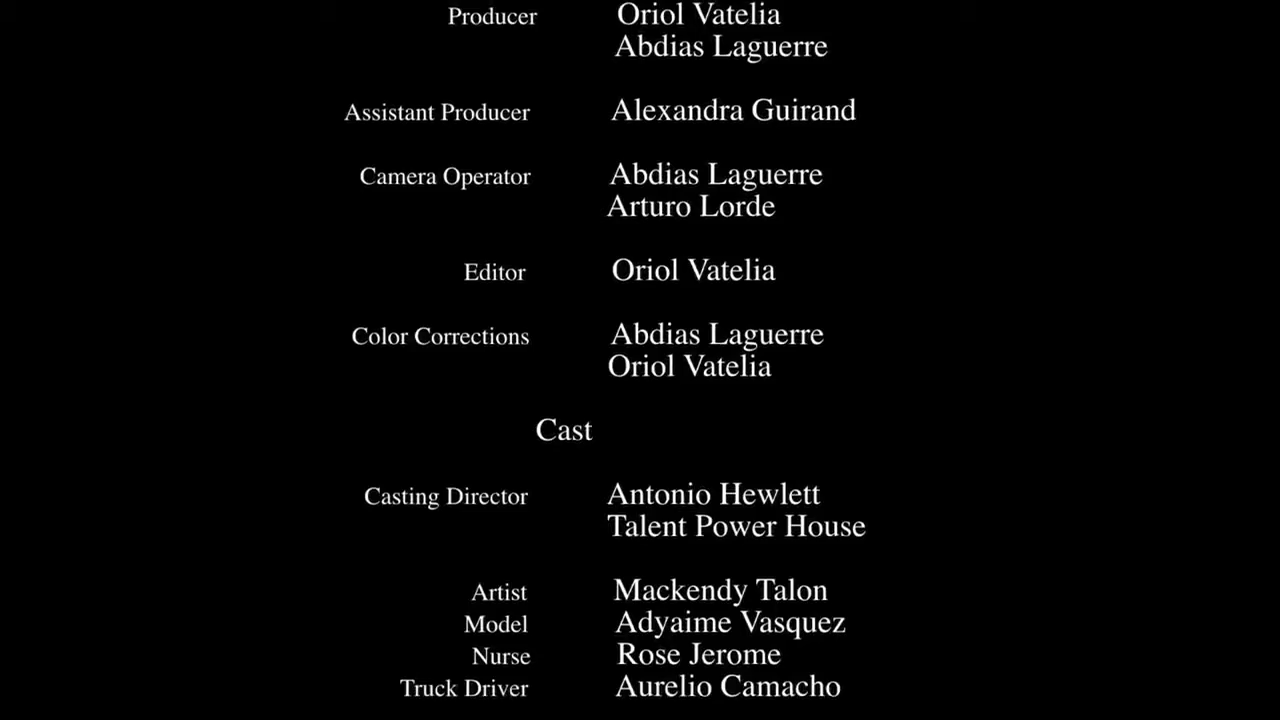 Producer Oriol Vatelia
Abdias Laguerre
Assistant Producer Alexandra Guirand
Camera Operator Abdias Laguerre
Arturo Lorde
Editor Oriol Vatelia
Color Corrections Abdias Laguerre
Oriol Vatelia
Cast
Casting Director Antonio Hewlett
Talent Power House
Artist Mackendy Talon
Model Adyaime Vasquez
Nurse Rose Jerome
Truck Driver Aurelio Camacho